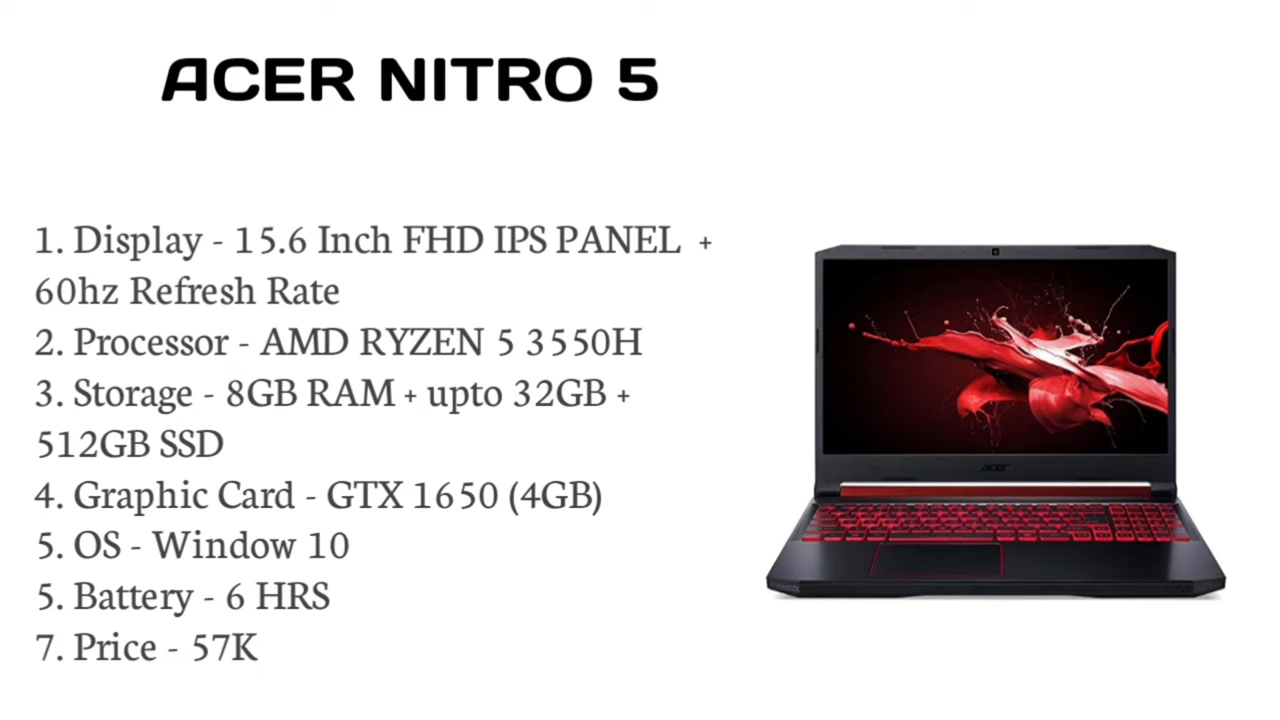 ACER NITRO 5
1. Display - 15.6 Inch FHD IPS PANEL +
60hz Refresh Rate
2. Processor - AMD RYZEN 5 3550H
3. Storage - 8GB RAM + upto 32GB +
512GB SSD
4. Graphic Card - GTX 1650 (4GB)
5. OS - Window 10
5. Battery - 6 HRS
7. Price - 57K
acer